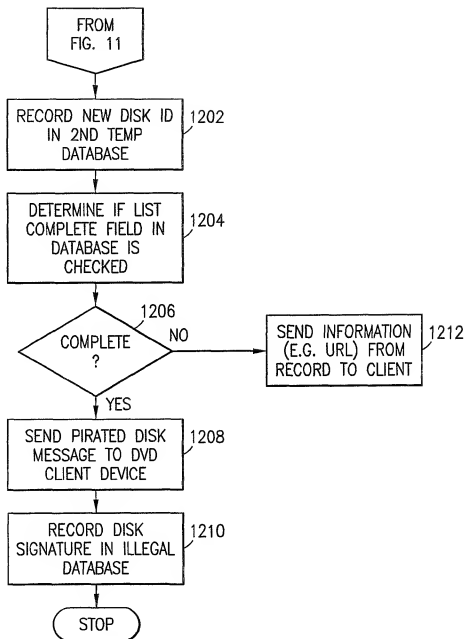 FROM
FIG. 11
RECORD NEW DISK ID
IN 2ND TEMP
DATABASE
1202
DETERMINE IF LIST
COMPLETE FIELD IN
DATABASE IS
CHECKED
1204
1206
COMPLETE
?
NO
SEND INFORMATION
(E.G. URL) FROM
RECORD TO CLIENT
1212
YES
SEND PIRATED DISK
MESSAGE TO DVD
CLIENT DEVICE
1208
RECORD DISK
SIGNATURE IN ILLEGAL
DATABASE
1210
STOP